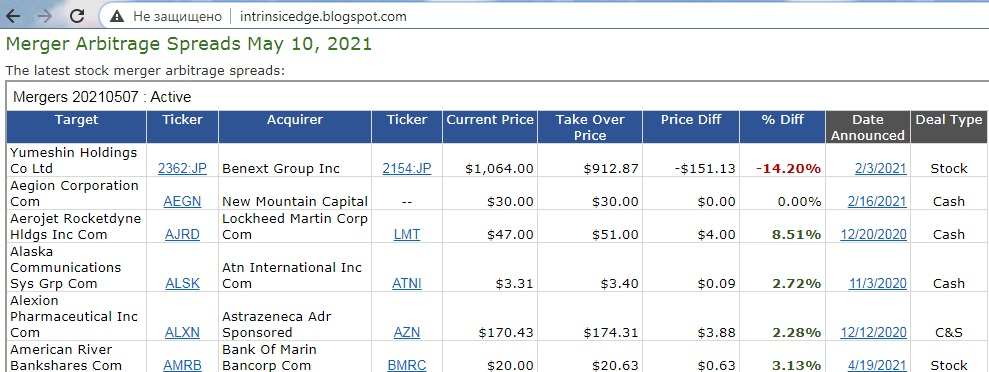 Не защищено intrinsicedge.blogspot.com
Merger Arbitrage Spreads May 10, 2021
The latest stock merger arbitrage spreads:
Mergers 20210507 : Active
Target Ticker Acquirer Ticker Current Price Take Over Price Price Diff % Diff Date Announced Deal Type
Yumeshin Holdings
Co Ltd 2362:JP Benext Group Inc 2154:JP $1,064.00 $912.87 -$151.13 -14.20% 2/3/2021 Stock
Aegion Corporation
Com AEGN New Mountain Capital -- $30.00 $30.00 $0.00 0.00% 2/16/2021 Cash
Aerojet Rocketdyne Lockheed Martin Corp
Hldgs Inc Com AJRD Com LMT $47.00 $51.00 $4.00 8.51% 12/20/2020 Cash
Alaska
Communications Atn International Inc
Sys Grp Com ALSK Com ATNI $3.31 $3.40 $0.09 2.72% 11/3/2020 Cash
Alexion
Pharmaceutical Inc Astrazeneca Adr
Com ALXN Sponsored AZN $170.43 $174.31 $3.88 2.28% 12/12/2020 C&S
American River Bank Of Marin
Bankshares Com AMRB Bancorp Com BMRC $20.00 $20.63 $0.63 3.13% 4/19/2021 Stock